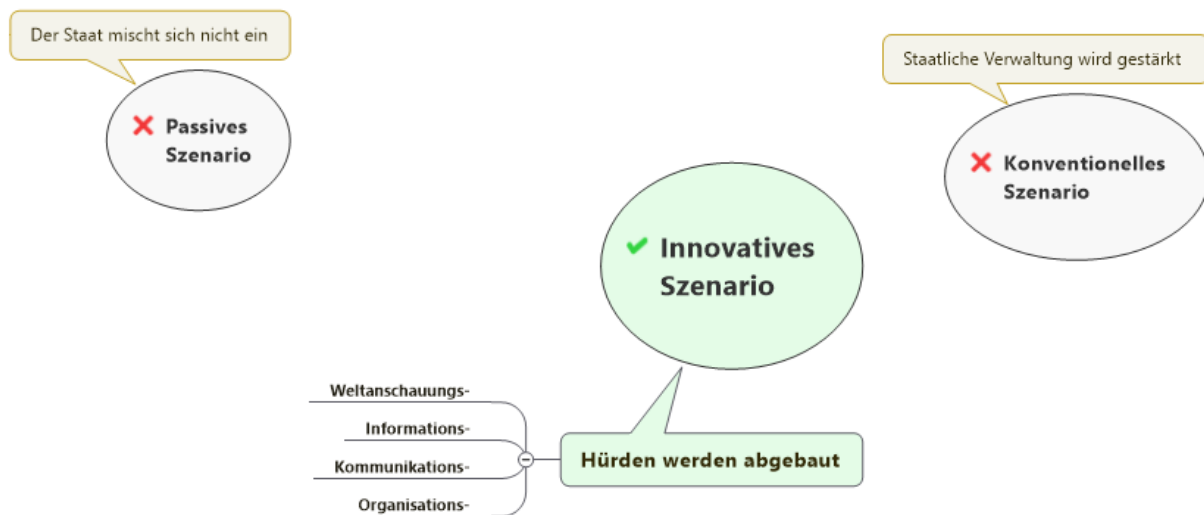 Der Staat mischt sich nicht ein
Passives
Szenario
Staatliche Verwaltung wird gestärkt
Konventionelles
Szenario
Innovatives
Szenario
Hürden werden abgebaut
Weltanschauungs-
Informations-
Kommunikations-
Organisations-